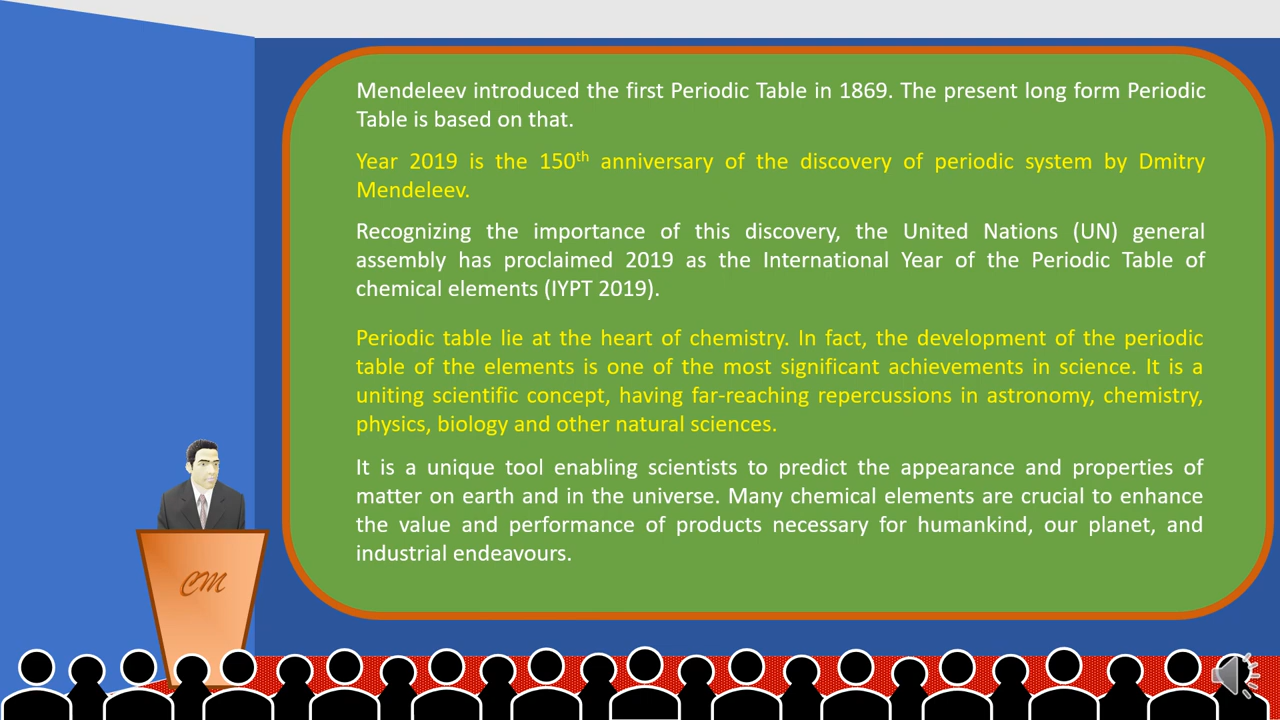 Mendeleev introduced the first Periodic Table in 1869. The present long form Periodic
Table is based on that.
Year 2019 is the 150th anniversary of the discovery of periodic system by Dmitry
Mendeleev.
Recognizing the importance of this discovery, the United Nations (UN) general
assembly has proclaimed 2019 as the International Year of the Periodic Table of
chemical elements (IYPT 2019).
Periodic table lie at the heart of chemistry. In fact, the development of the periodic
table of the elements is one of the most significant achievements in science. It is a
uniting scientific concept, having far-reaching repercussions in astronomy, chemistry,
physics, biology and other natural sciences.
It is a unique tool enabling scientists to predict the appearance and properties of
matter on earth and in the universe. Many chemical elements are crucial to enhance
the value and performance of products necessary for humankind, our planet, and
industrial endeavours.
CM